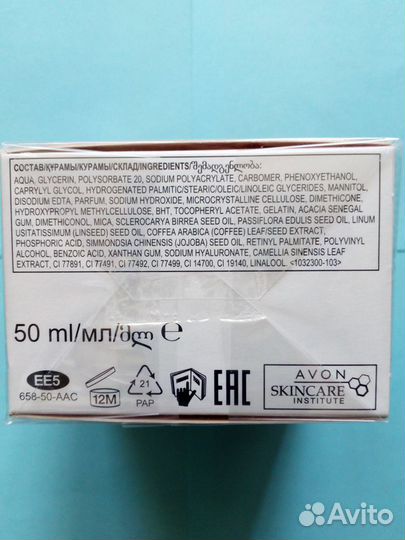 СОСТАВ/ҚҰРАМЫ/КУРАМЫ/СКЛАД/INGREDIENTS/შემადგენლობა:
AQUA, GLYCERIN, POLYSORBATE 20, SODIUM POLYACRYLATE, CARBOMER, PHENOXYETHANOL,
CAPRYLYL GLYCOL, HYDROGENATED PALMITIC/STEARIC/OLEIC/LINOLEIC GLYCERIDES, MANNITOL,
DISODIUM EDTA, PARFUM, SODIUM HYDROXIDE, MICROCRYSTALLINE CELLULOSE, DIMETHICONE,
HYDROXYPROPYL METHYLCELLULOSE, BHT, TOCOPHERYL ACETATE, GELATIN, ACACIA SENEGAL
GUM, DIMETHICONOL, MICA, SCLEROCARYA BIRREA SEED OIL, PASSIFLORA EDULIS SEED OIL, LINUM
USITATISSIMUM (LINSEED) SEED OIL, COFFEA ARABICA (COFFEE) LEAF/SEED EXTRACT,
PHOSPHORIC ACID, SIMMONDSIA CHINENSIS (JOJOBA) SEED OIL, RETINYL PALMITATE, POLYVINYL
ALCOHOL, BENZOIC ACID, XANTHAN GUM, SODIUM HYALURONATE, CAMELLIA SINENSIS LEAF
EXTRACT, CI 77891, CI 77491, CI 77492, CI 77499, CI 14700, CI 19140, LINALOOL. <1032300-103>
50 ml/мл/მლ ℮
EE5
658-50-AAC
12M
21
PAP
EAC
AVON
SKINCARE
INSTITUTE
Avito